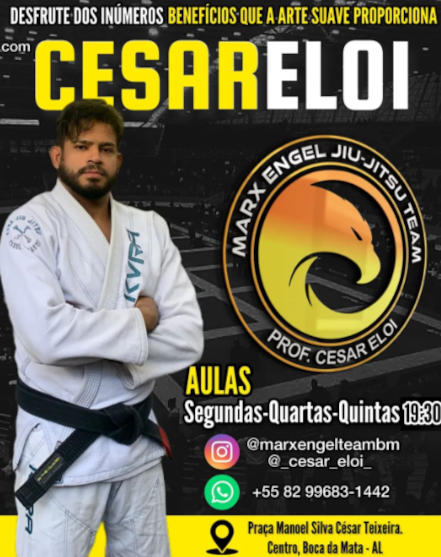 DESFRUTE DOS INÚMEROS BENEFÍCIOS QUE A ARTE SUAVE PROPORCIONA
.com
CESARELOI
MARX ENGEL JIU-JITSU TEAM
PROF. CESAR ELOI
KVRA
AULAS
Segundas-Quartas-Quintas 19:30
@marxengelteambm
@_cesar_eloi_
+55 82 99683-1442
Praça Manoel Silva César Teixeira.
Centro, Boca da Mata - AL